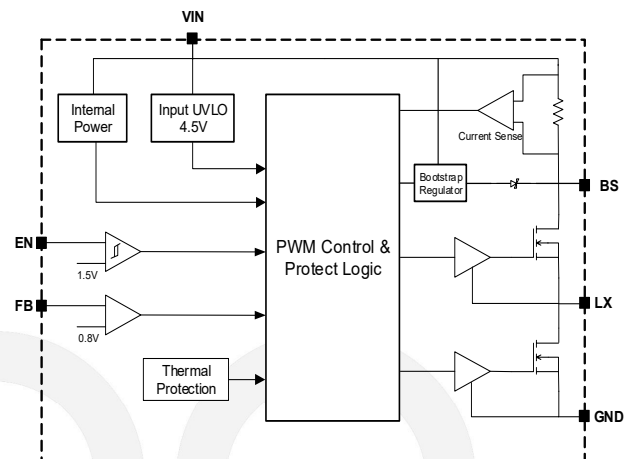 VIN
Internal
Power
Input UVLO
4.5V
Current Sense
Bootstrap
Regulator
BS
EN
1.5V
PWM Control &
Protect Logic
FB
0.8V
LX
Thermal
Protection
GND